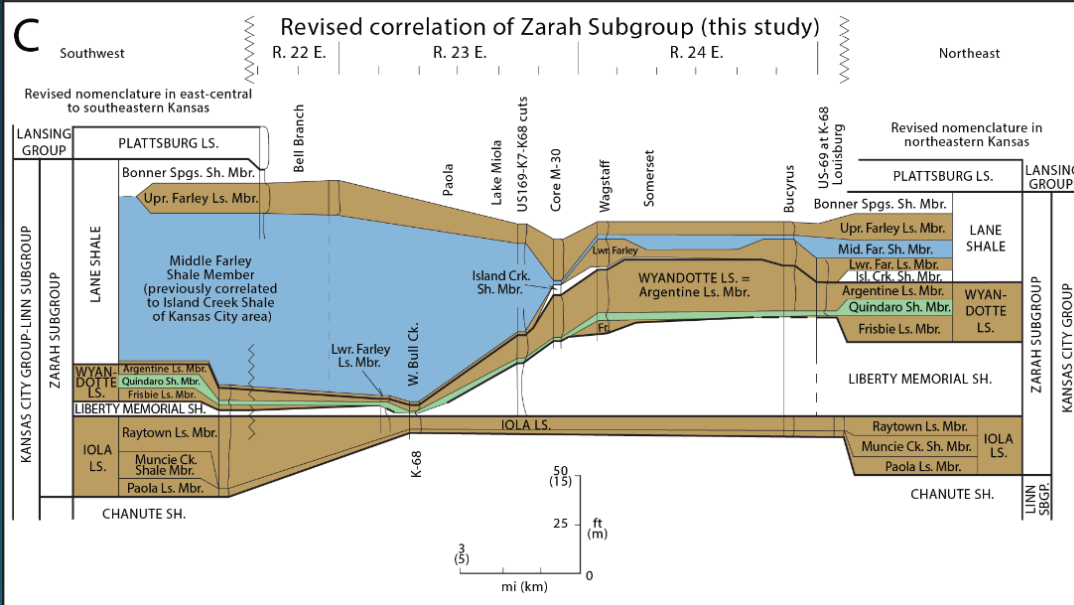 C
Revised correlation of Zarah Subgroup (this study)
Southwest
R. 22 E.
R. 23 E.
R. 24 E.
Northeast
Revised nomenclature in east-central
to southeastern Kansas
Bell Branch
Paola
Lake Miola
US169-K7-K68 cuts
Core M-30
Wagstaff
Somerset
Bucyrus
US-69 at K-68
Louisburg
Revised nomenclature in
northeastern Kansas
LANSING
GROUP
PLATTSBURG LS.
Bonner Spgs. Sh. Mbr.
Upr. Farley Ls. Mbr.
KANSAS CITY GROUP-LINN SUBGROUP
ZARAH SUBGROUP
LANE SHALE
Middle Farley
Shale Member
(previously correlated
to Island Creek Shale
of Kansas City area)
Lwr. Farley
Ls. Mbr.
W. Bull Ck.
Island Crk.
Sh. Mbr.
Lwr. Farley
WYANDOTTE LS. =
Argentine Ls. Mbr.
Fr.
WYAN-
DOTTE
LS.
Argentine Ls. Mbr.
Quindaro Sh. Mbr.
Frisbie Ls. Mbr.
LIBERTY MEMORIAL SH.
IOLA
LS.
Raytown Ls. Mbr.
Muncie Ck.
Shale Mbr.
Paola Ls. Mbr.
CHANUTE SH.
IOLA LS.
K-68
PLATTSBURG LS.
LANSING
GROUP
Bonner Spgs. Sh. Mbr.
Upr. Farley Ls. Mbr.
Mid. Far. Sh. Mbr.
Lwr. Far. Ls. Mbr.
Isl. Crk. Sh. Mbr.
LANE
SHALE
Argentine Ls. Mbr.
Quindaro Sh. Mbr.
Frisbie Ls. Mbr.
WYAN-
DOTTE
LS.
LIBERTY MEMORIAL SH.
Raytown Ls. Mbr.
Muncie Ck. Sh. Mbr.
Paola Ls. Mbr.
IOLA
LS.
CHANUTE SH.
ZARAH SUBGROUP
KANSAS CITY GROUP
LINN
SBGP.
50
(15)
25
ft
(m)
0
3
(5)
mi (km)